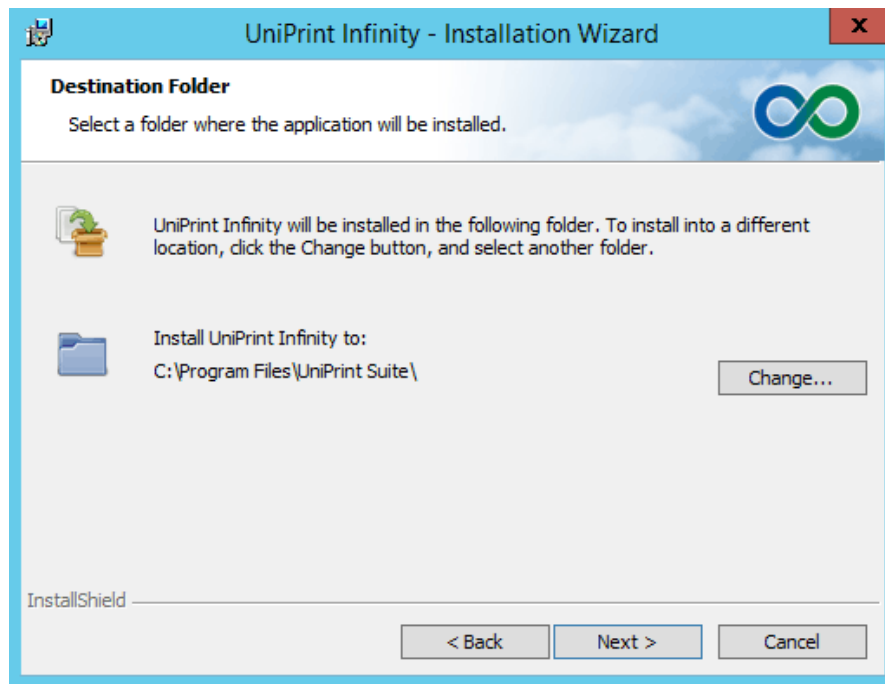 UniPrint Infinity - Installation Wizard
x
Destination Folder
Select a folder where the application will be installed.
UniPrint Infinity will be installed in the following folder. To install into a different
location, click the Change button, and select another folder.
Install UniPrint Infinity to:
C:\Program Files\UniPrint Suite\
Change...
InstallShield
< Back
Next >
Cancel